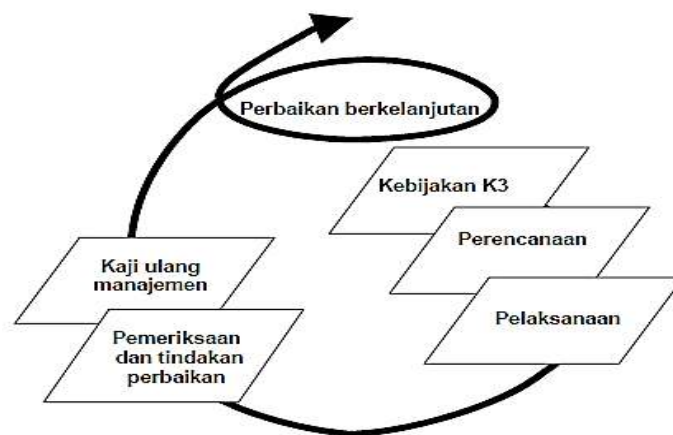 Perbaikan berkelanjutan
Kebijakan K3
Perencanaan
Pelaksanaan
Pemeriksaan
dan tindakan
perbaikan
Kaji ulang
manajemen